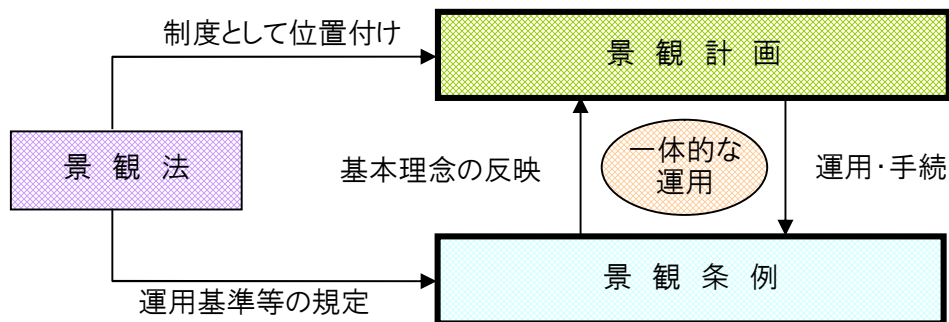 制度として位置付け
景観計画
景観法
基本理念の反映
一体的な
運用
運用・手続
景観条例
運用基準等の規定